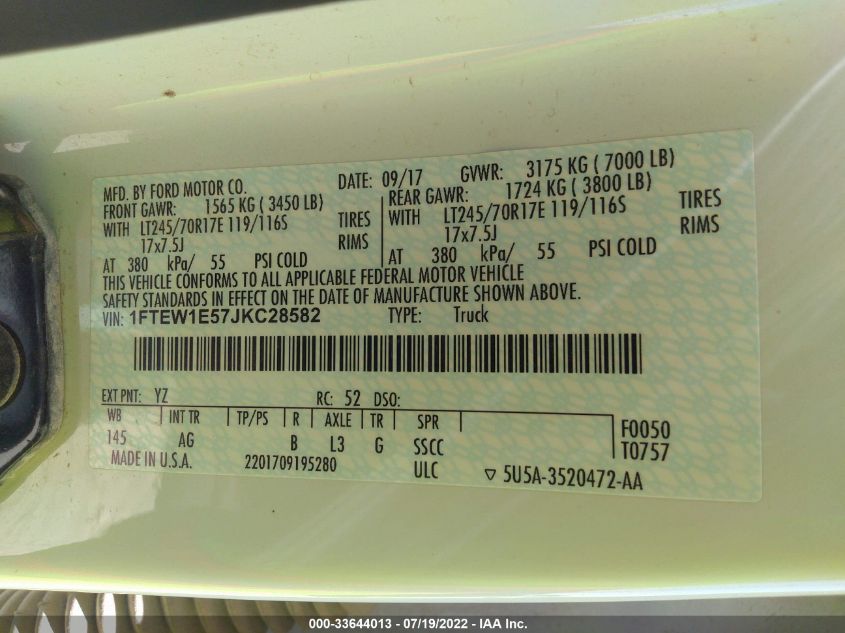 MFD. BY FORD MOTOR CO. DATE: 09/17 GVWR: 3175 KG ( 7000 LB)
FRONT GAWR: 1565 KG ( 3450 LB) REAR GAWR: 1724 KG ( 3800 LB)
WITH LT245/70R17E 119/116S TIRES WITH LT245/70R17E 119/116S TIRES
17x7.5J RIMS 17x7.5J RIMS
AT 380 kPa/ 55 PSI COLD AT 380 kPa/ 55 PSI COLD
THIS VEHICLE CONFORMS TO ALL APPLICABLE FEDERAL MOTOR VEHICLE
SAFETY STANDARDS IN EFFECT ON THE DATE OF MANUFACTURE SHOWN ABOVE.
VIN: 1FTEW1E57JKC28582 TYPE: Truck
EXT PNT: YZ RC: 52 DSO:
WB INT TR TP/PS R AXLE TR SPR F0050
145 AG B L3 G SSCC T0757
MADE IN U.S.A. 2201709195280 ULC ▽ 5U5A-3520472-AA
000-33644013 - 07/19/2022 - IAA Inc.